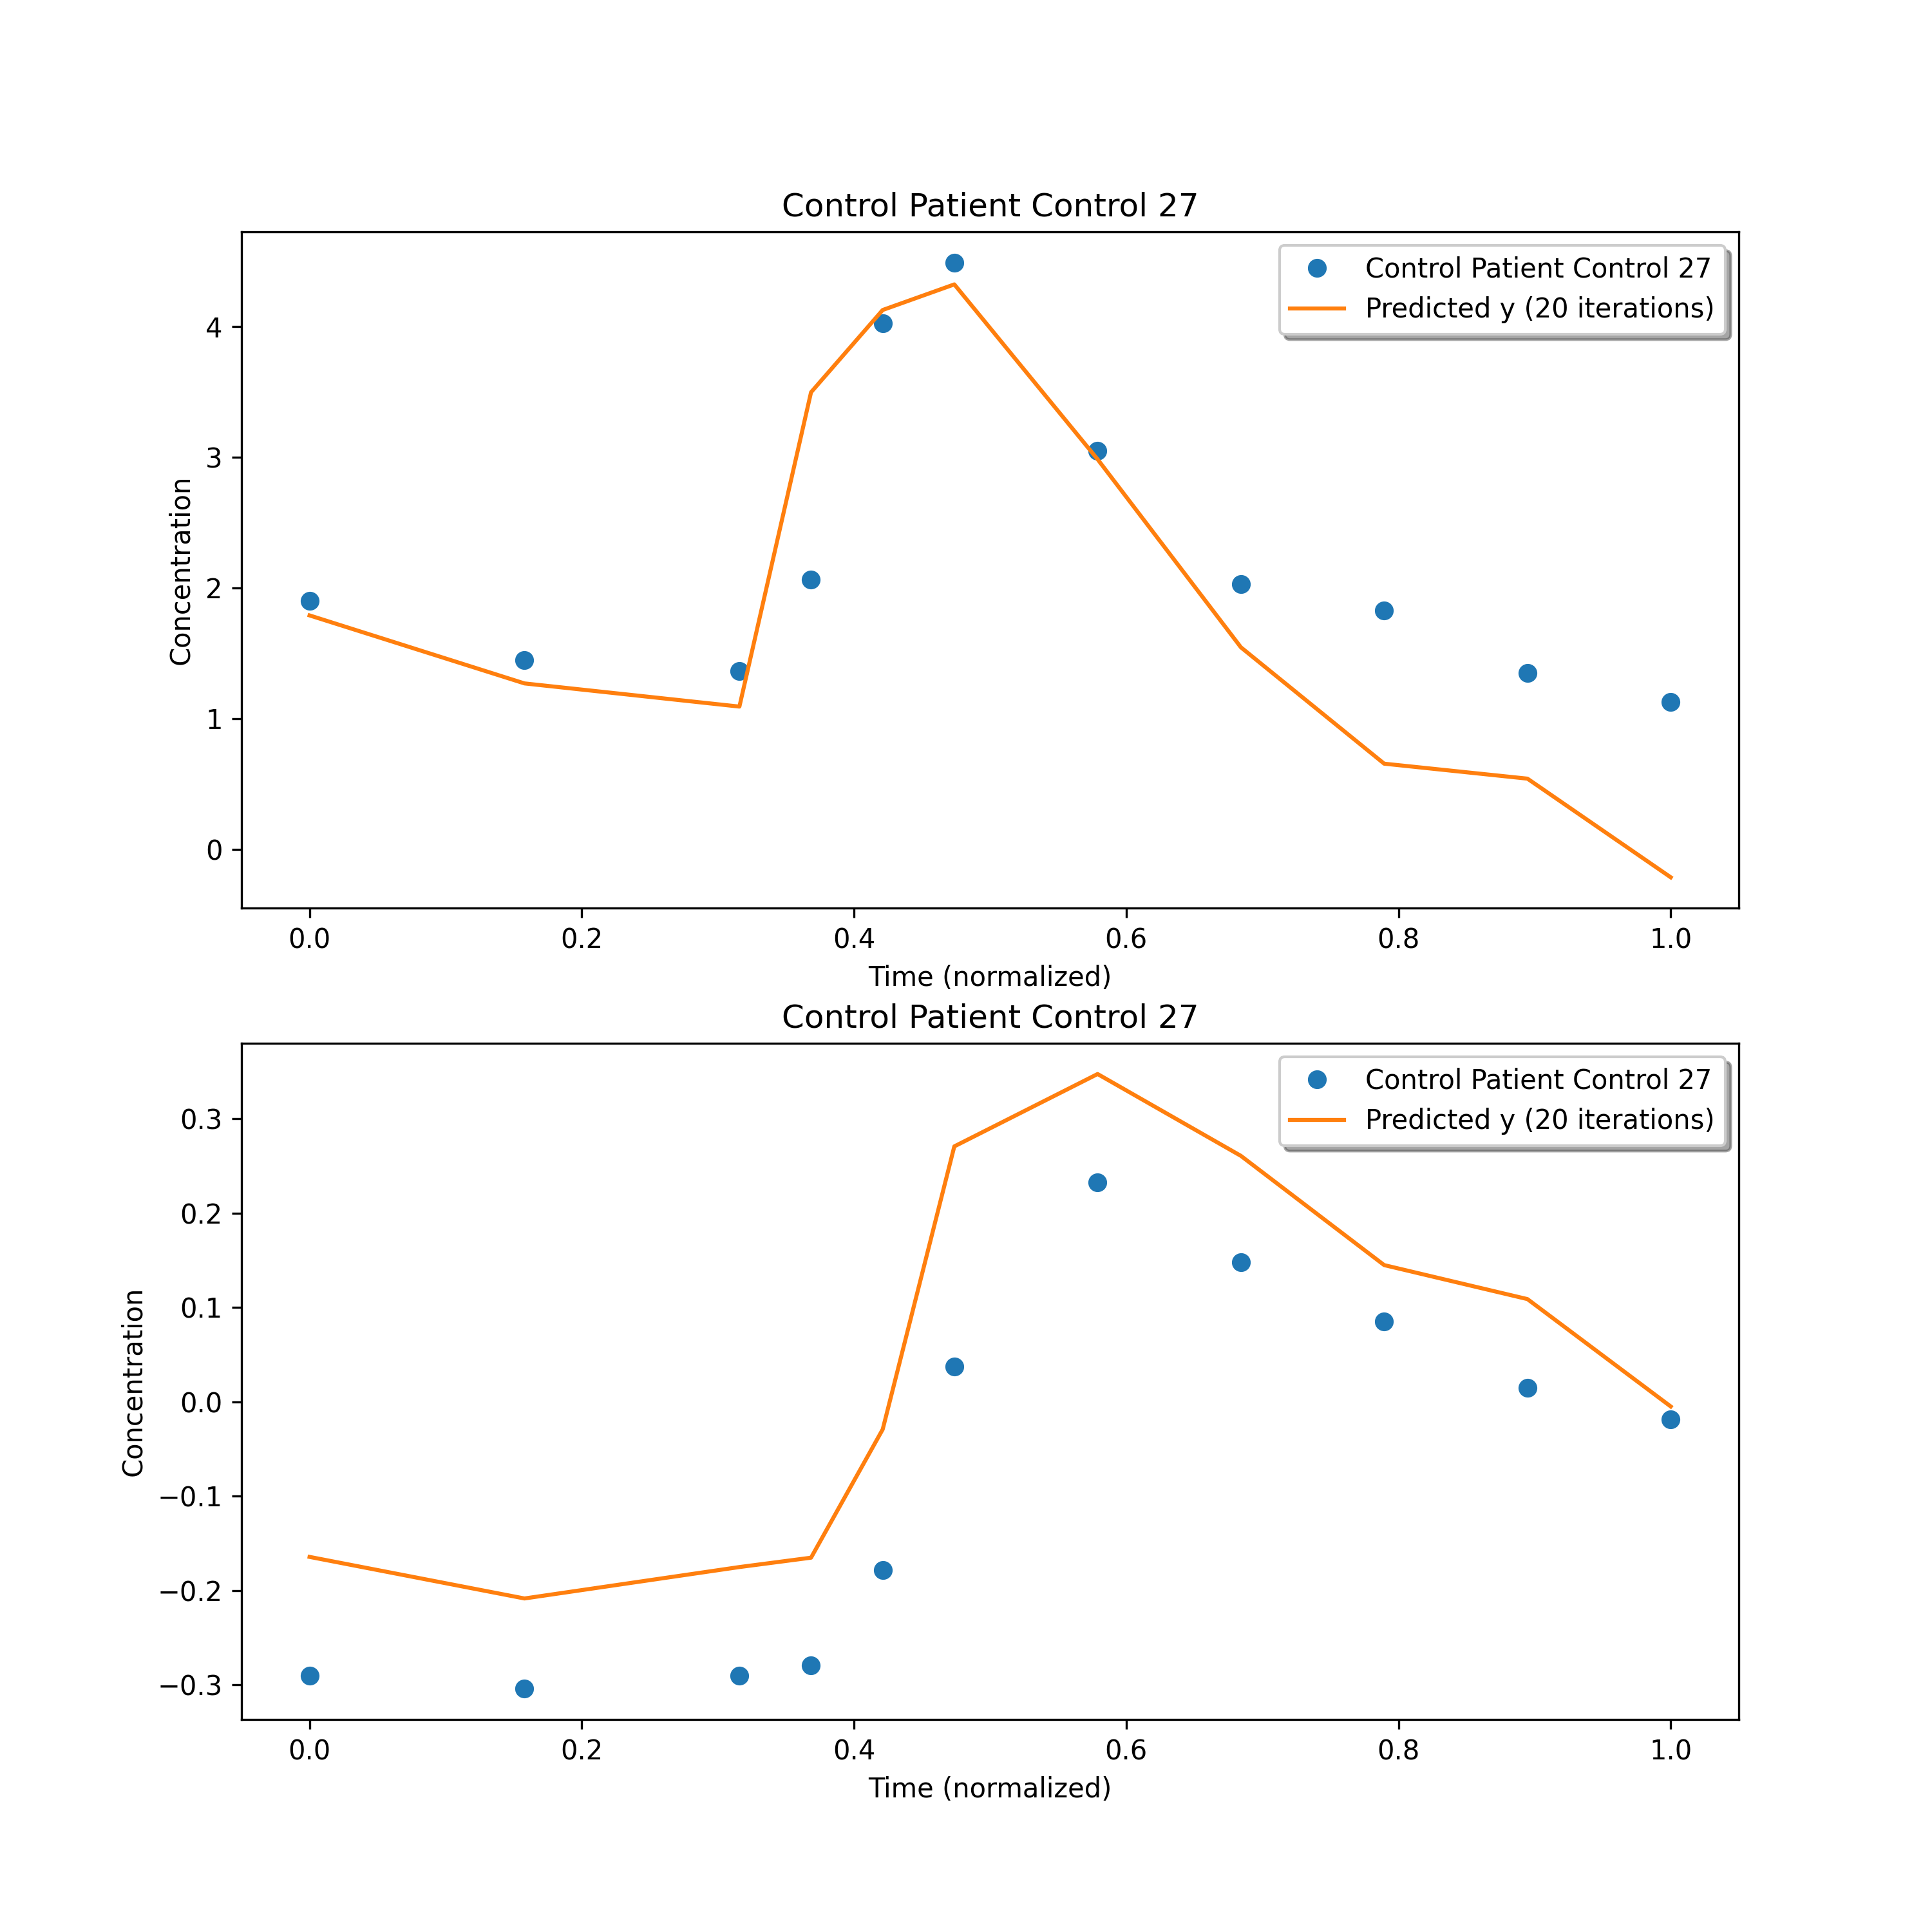 Control Patient Control 27
Control Patient Control 27
Predicted y (20 iterations)
4
3
2
1
0
Concentration
0.0 0.2 0.4 0.6 0.8 1.0
Time (normalized)
Control Patient Control 27
Control Patient Control 27
Predicted y (20 iterations)
0.3
0.2
0.1
0.0
−0.1
−0.2
−0.3
Concentration
0.0 0.2 0.4 0.6 0.8 1.0
Time (normalized)